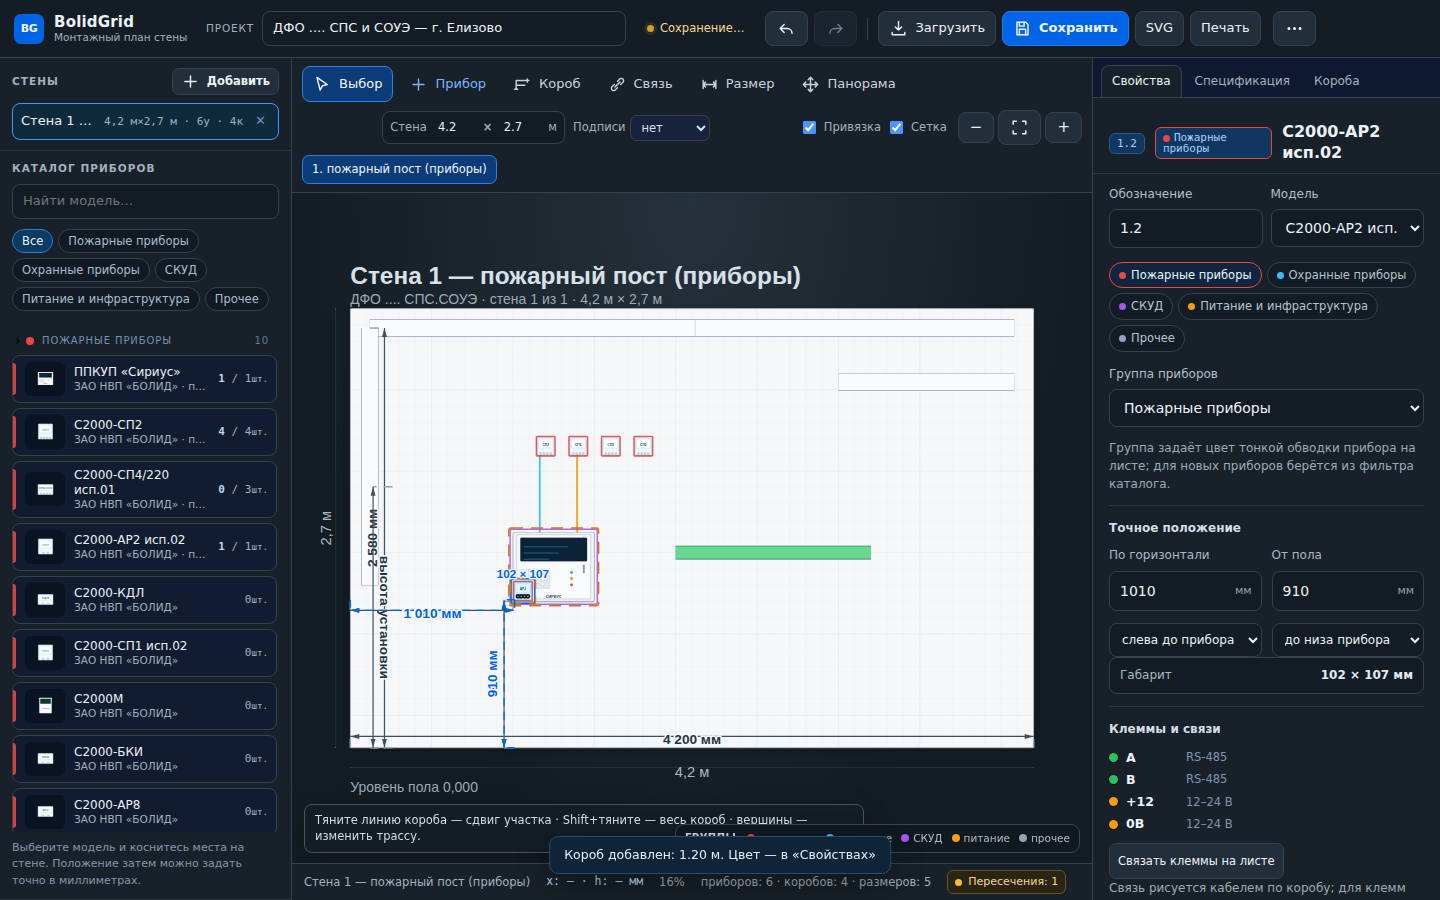 BG
BolidGrid
Монтажный план стены
ПРОЕКТ
ДФО .... СПС и СОУЭ — г. Елизово
Сохранение…
Загрузить
Сохранить
SVG
Печать
СТЕНЫ
Добавить
Стена 1 … 4,2 м×2,7 м · 6у · 4к ×
КАТАЛОГ ПРИБОРОВ
Найти модель…
Все
Пожарные приборы
Охранные приборы
СКУД
Питание и инфраструктура
Прочее
ПОЖАРНЫЕ ПРИБОРЫ 10
ППКУП «Сириус»
ЗАО НВП «БОЛИД» · п…
1 / 1шт.
С2000-СП2
ЗАО НВП «БОЛИД» · п…
4 / 4шт.
С2000-СП4/220
исп.01
ЗАО НВП «БОЛИД» · п…
0 / 3шт.
С2000-АР2 исп.02
ЗАО НВП «БОЛИД» · п…
1 / 1шт.
С2000-КДЛ
ЗАО НВП «БОЛИД»
0шт.
С2000-СП1 исп.02
ЗАО НВП «БОЛИД»
0шт.
С2000М
ЗАО НВП «БОЛИД»
0шт.
С2000-БКИ
ЗАО НВП «БОЛИД»
0шт.
С2000-АР8
ЗАО НВП «БОЛИД»
0шт.
Выберите модель и коснитесь места на
стене. Положение затем можно задать
точно в миллиметрах.
Выбор
Прибор
Короб
Связь
Размер
Панорама
Стена 4.2 × 2.7 м
Подписи нет
Привязка
Сетка
1. пожарный пост (приборы)
Стена 1 — пожарный пост (приборы)
ДФО .... СПС.СОУЭ · стена 1 из 1 · 4,2 м × 2,7 м
2,7 м
2 580 мм
высота установки
СИРИУС
102 × 107
1 010 мм
910 мм
4 200 мм
4,2 м
Уровень пола 0,000
Тяните линию короба — сдвиг участка · Shift+тяните — весь короб · вершины —
изменить трассу.
СКУД
питание
прочее
Короб добавлен: 1.20 м. Цвет — в «Свойствах»
Стена 1 — пожарный пост (приборы)
x: — · h: — мм
16%
приборов: 6 · коробов: 4 · размеров: 5
Пересечения: 1
Свойства
Спецификация
Короба
1.2
Пожарные
приборы
С2000-АР2
исп.02
Обозначение
Модель
1.2
С2000-АР2 исп.
Пожарные приборы
Охранные приборы
СКУД
Питание и инфраструктура
Прочее
Группа приборов
Пожарные приборы
Группа задаёт цвет тонкой обводки прибора на
листе; для новых приборов берётся из фильтра
каталога.
Точное положение
По горизонтали
От пола
1010 мм
910 мм
слева до прибора
до низа прибора
Габарит 102 × 107 мм
Клеммы и связи
A RS-485
B RS-485
+12 12–24 В
0В 12–24 В
Связать клеммы на листе
Связь рисуется кабелем по коробу; для клемм